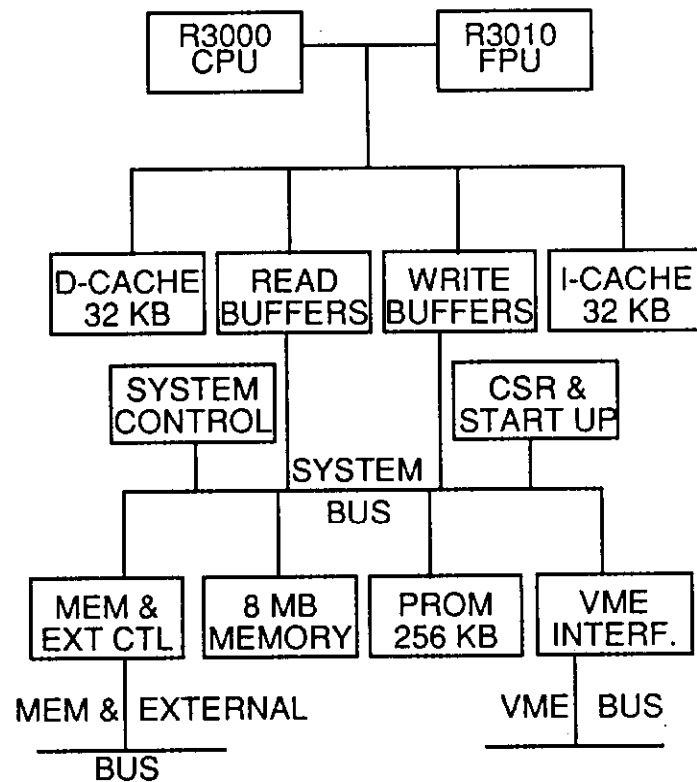 R3000
CPU
R3010
FPU
D-CACHE
32 KB
READ
BUFFERS
WRITE
BUFFERS
I-CACHE
32 KB
SYSTEM
CONTROL
CSR &
START UP
SYSTEM
BUS
MEM &
EXT CTL
8 MB
MEMORY
PROM
256 KB
VME
INTERF.
MEM & EXTERNAL
BUS
VME BUS